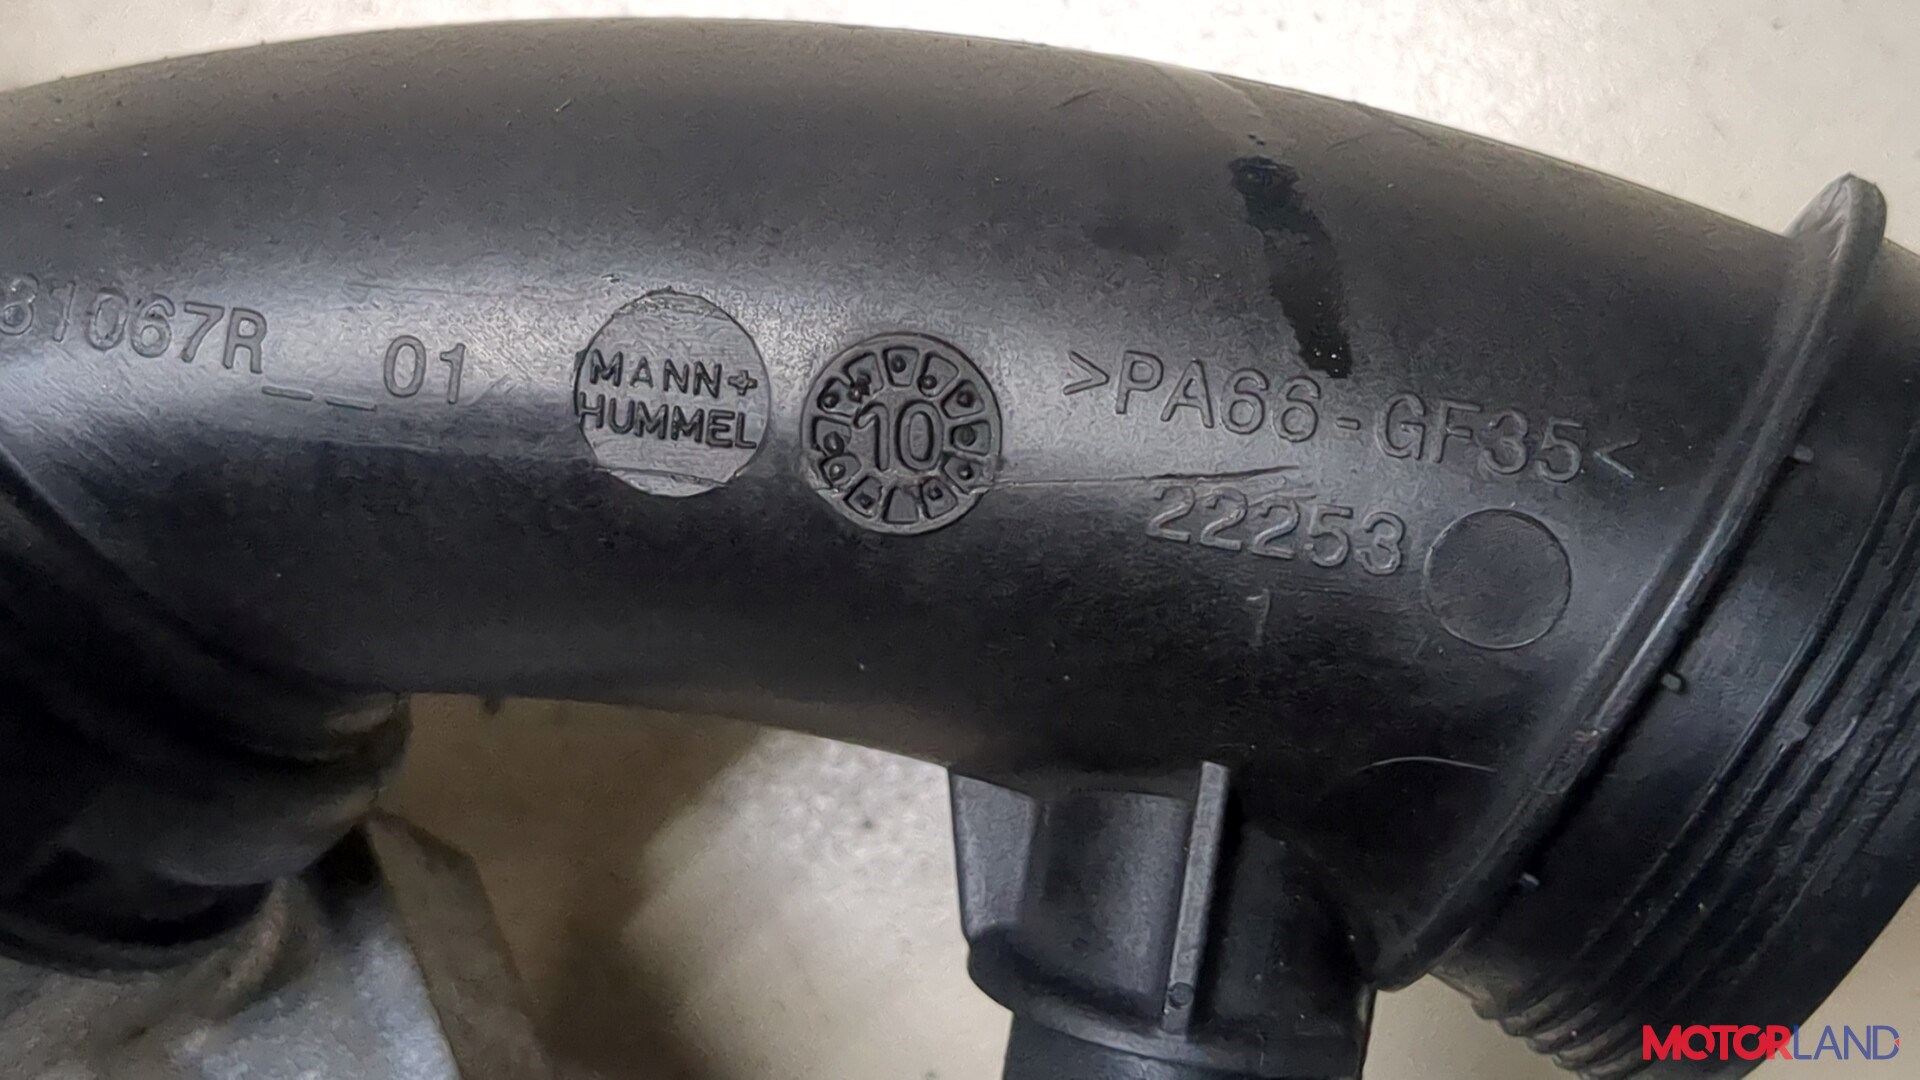 81067R__01
MANN+
HUMMEL
10
>PA66-GF35<
22253
MOTORLAND